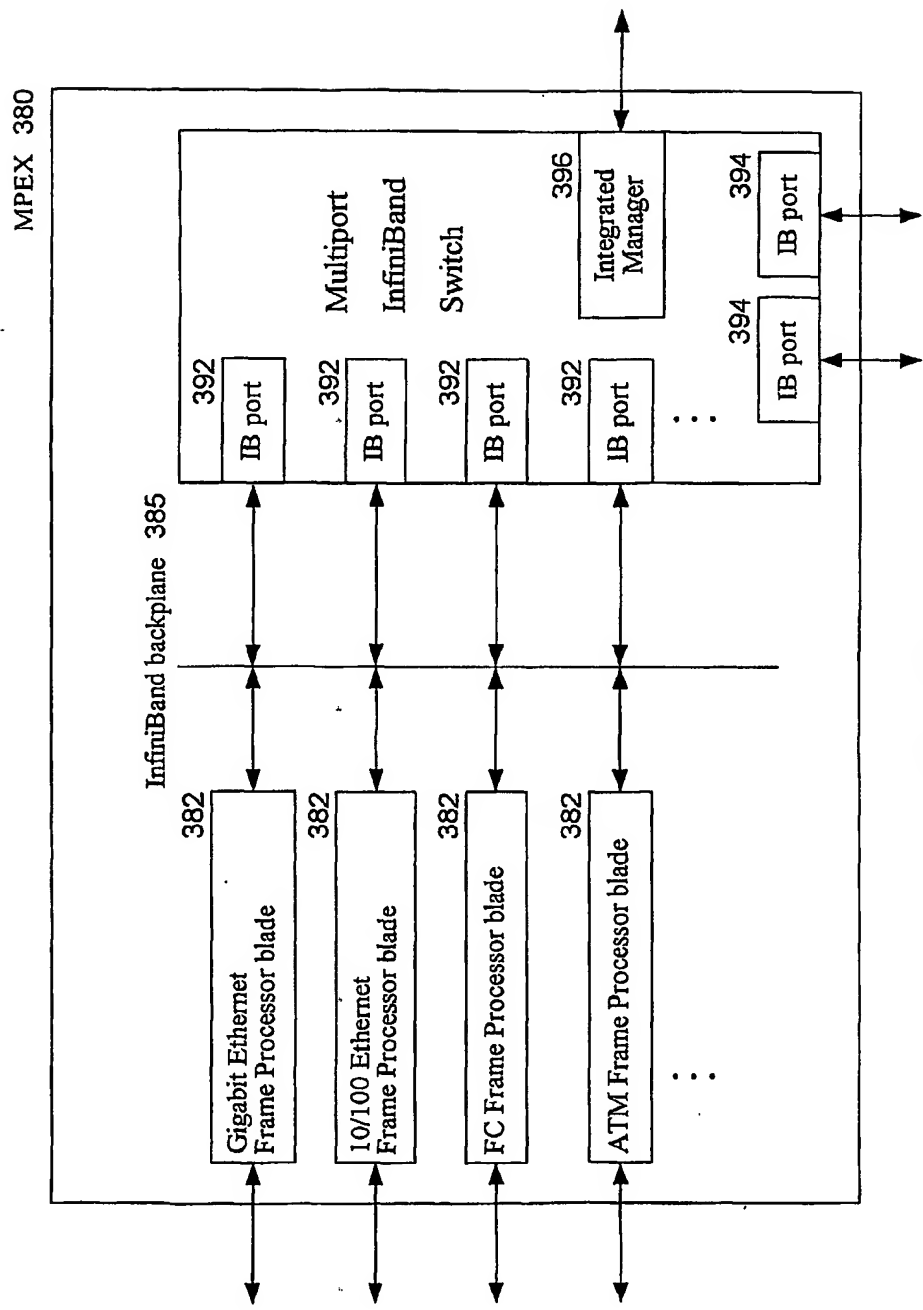 MPEX 380
InfiniBand backplane 385
382
Gigabit Ethernet
Frame Processor blade
382
10/100 Ethernet
Frame Processor blade
382
FC Frame Processor blade
382
ATM Frame Processor blade
. . .
392
IB port
392
IB port
392
IB port
392
IB port
. . .
Multiport
InfiniBand
Switch
396
Integrated
Manager
394
IB port
394
IB port